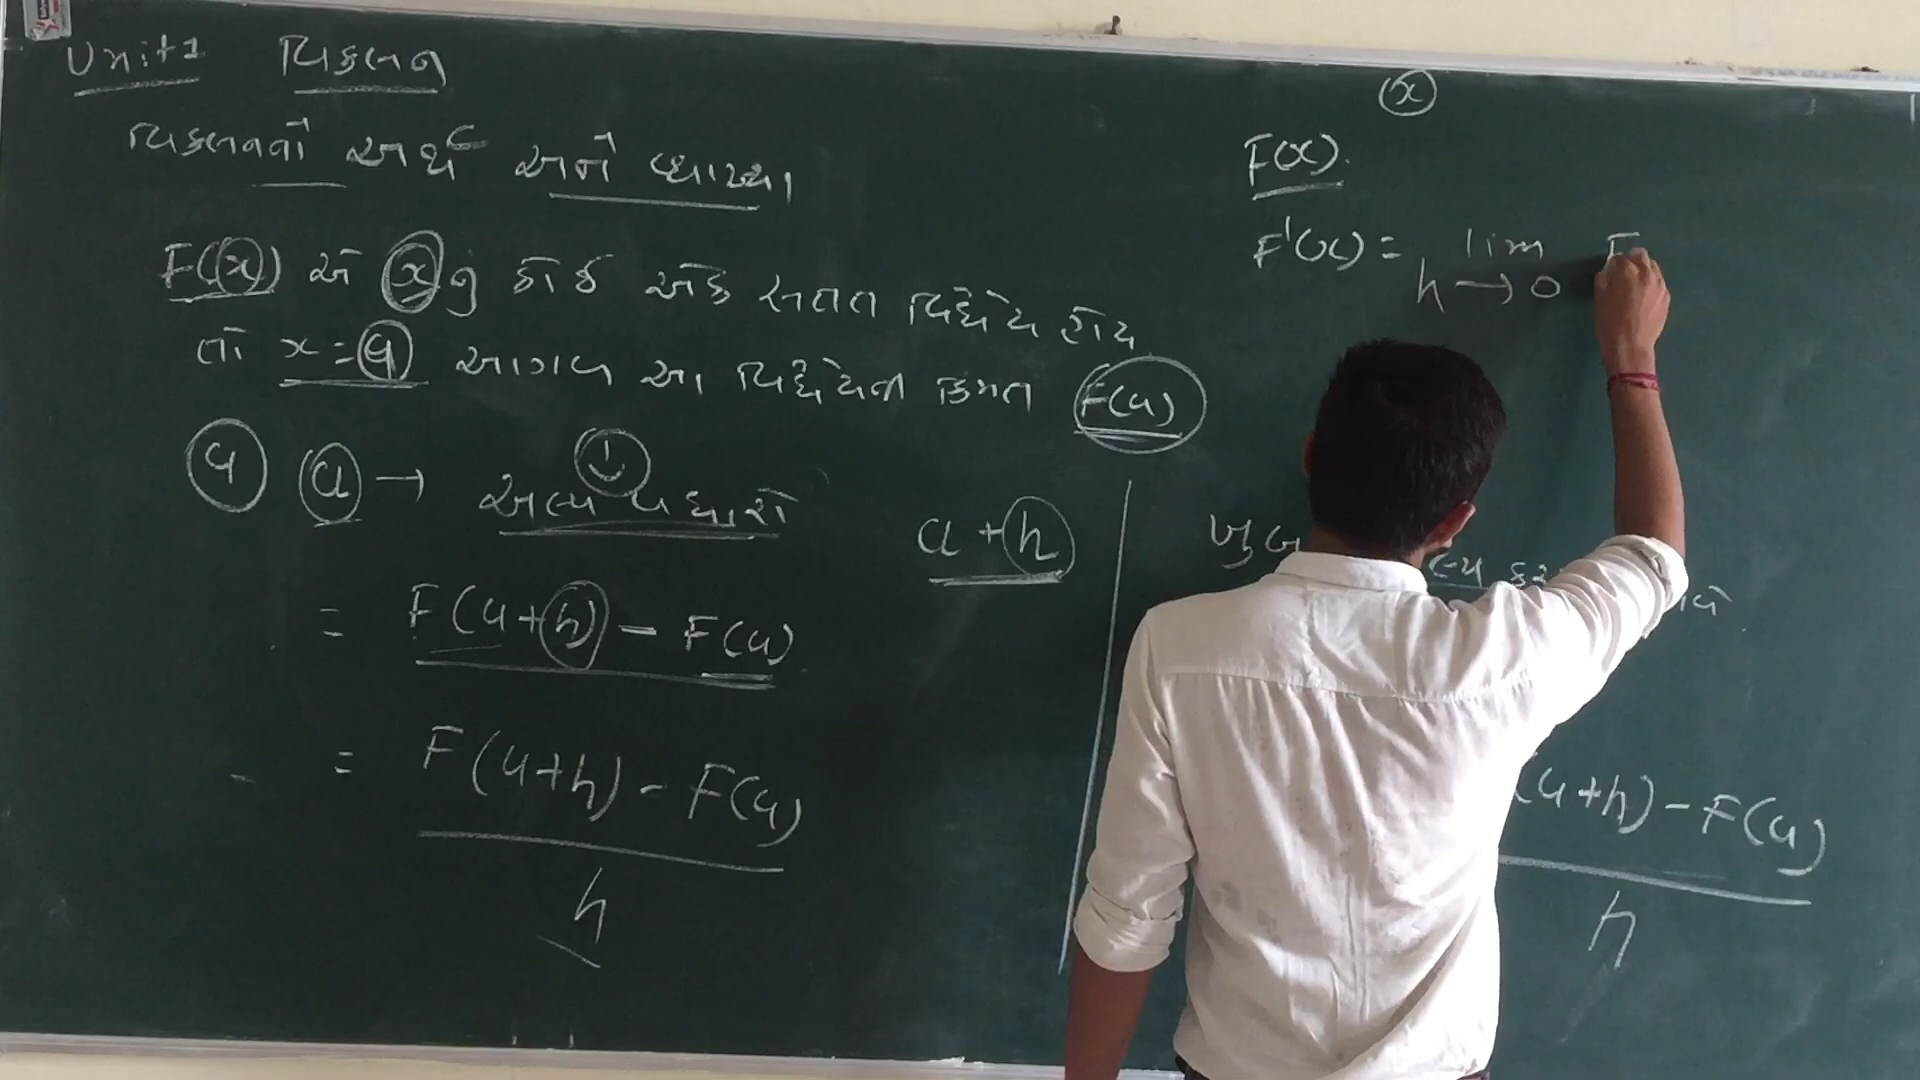 Unit 1 વિકલન
વિકલનનો અર્થ અને વ્યાખ્યા
F(x) એ x નું કોઈ એક સતત વિધેય હોય
તો x = a આગળ આ વિધેયની કિંમત F(a)
a a → અલ્પ વધારો
a + h
= F(a+h) - F(a)
= F(a+h) - F(a)
h
x
F(x).
F'(x) = lim F
h → 0
(a+h) - F(a)
h